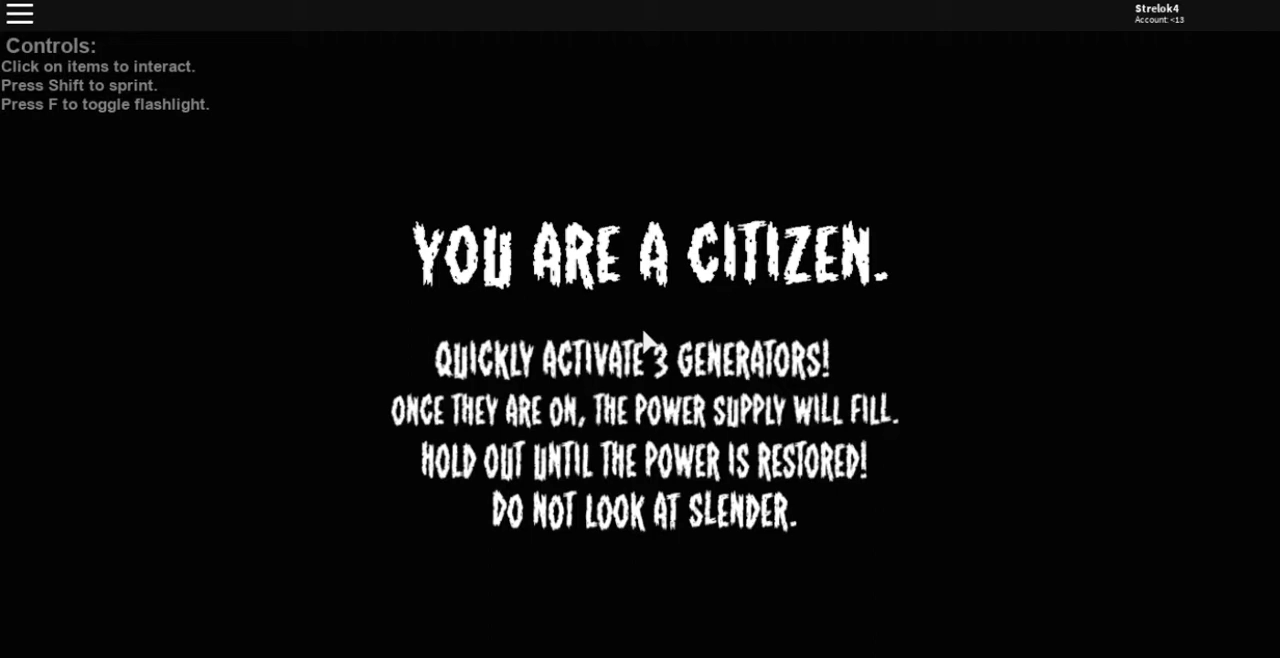 Strelok4
Account: <13
Controls:
Click on items to interact.
Press Shift to sprint.
Press F to toggle flashlight.
YOU ARE A CITIZEN.
QUICKLY ACTIVATE 3 GENERATORS!
ONCE THEY ARE ON, THE POWER SUPPLY WILL FILL.
HOLD OUT UNTIL THE POWER IS RESTORED!
DO NOT LOOK AT SLENDER.